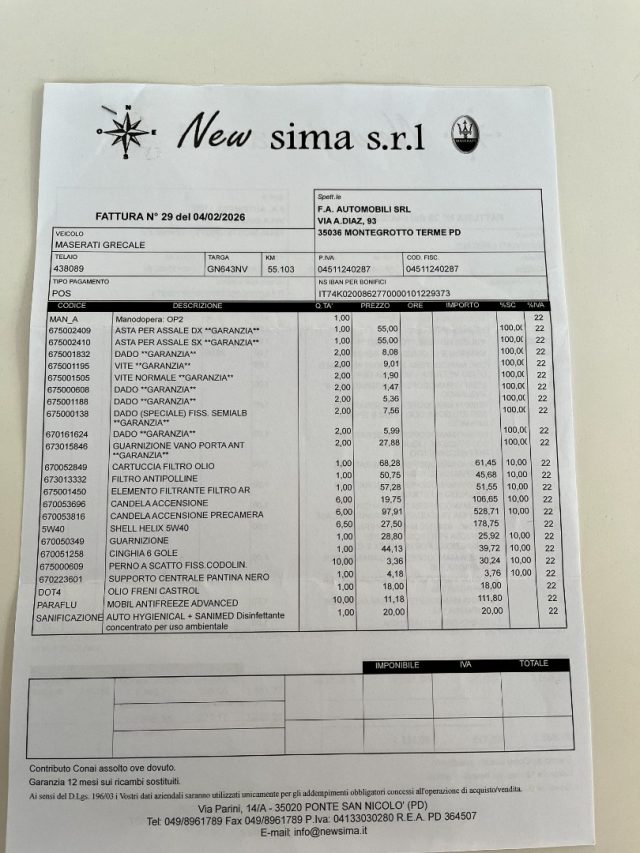 N
O E
S
New sima s.r.l
MASERATI
FATTURA N° 29 del 04/02/2026
Spett.le
F.A. AUTOMOBILI SRL
VIA A.DIAZ, 93
35036 MONTEGROTTO TERME PD
VEICOLO
MASERATI GRECALE
TELAIO TARGA KM P.IVA COD. FISC.
438089 GN643NV 55.103 04511240287 04511240287
TIPO PAGAMENTO NS IBAN PER BONIFICI
POS IT74K0200862770000101229373
CODICE DESCRIZIONE Q.TA' PREZZO ORE IMPORTO %SC %IVA
MAN_A Manodopera: OP2 1,00 22
675002409 ASTA PER ASSALE DX **GARANZIA** 1,00 55,00 100,0( 22
675002410 ASTA PER ASSALE SX **GARANZIA** 1,00 55,00 100,0( 22
675001832 DADO **GARANZIA** 2,00 8,08 100,0( 22
675001195 VITE **GARANZIA** 2,00 9,01 100,0( 22
675001505 VITE NORMALE **GARANZIA** 2,00 1,90 100,0( 22
675000608 DADO **GARANZIA** 2,00 1,47 100,0( 22
675001188 DADO **GARANZIA** 2,00 5,36 100,0( 22
675000138 DADO (SPECIALE) FISS. SEMIALB 2,00 7,56 100,0( 22
**GARANZIA**
670161624 DADO **GARANZIA** 2,00 5,99 100,0( 22
673015846 GUARNIZIONE VANO PORTA ANT 2,00 27,88 100,0( 22
**GARANZIA**
670052849 CARTUCCIA FILTRO OLIO 1,00 68,28 61,45 10,00 22
673013332 FILTRO ANTIPOLLINE 1,00 50,75 45,68 10,00 22
675001450 ELEMENTO FILTRANTE FILTRO AR 1,00 57,28 51,55 10,00 22
670053696 CANDELA ACCENSIONE 6,00 19,75 106,65 10,00 22
670053816 CANDELA ACCENSIONE PRECAMERA 6,00 97,91 528,71 10,00 22
5W40 SHELL HELIX 5W40 6,50 27,50 178,75 22
670050349 GUARNIZIONE 1,00 28,80 25,92 10,00 22
670051258 CINGHIA 6 GOLE 1,00 44,13 39,72 10,00 22
675000609 PERNO A SCATTO FISS.CODOLIN. 10,00 3,36 30,24 10,00 22
670223601 SUPPORTO CENTRALE PANTINA NERO 1,00 4,18 3,76 10,00 22
DOT4 OLIO FRENI CASTROL 1,00 18,00 18,00 22
PARAFLU MOBIL ANTIFREEZE ADVANCED 10,00 11,18 111,80 22
SANIFICAZIONE AUTO HYGIENICAL + SANIMED Disinfettante 1,00 20,00 20,00 22
concentrato per uso ambientale
IMPONIBILE IVA TOTALE
Contributo Conai assolto ove dovuto.
Garanzia 12 mesi sui ricambi sostituiti.
Ai sensi del D.Lgs. 196/03 i Vostri dati aziendali saranno utilizzati unicamente per gli addempimenti obbligatori concessi all'operazione di acquisto/vendita.
Via Parini, 14/A - 35020 PONTE SAN NICOLO' (PD)
Tel: 049/8961789 Fax 049/8961789 P.Iva: 04133030280 R.E.A. PD 364507
E-mail: info@newsima.it